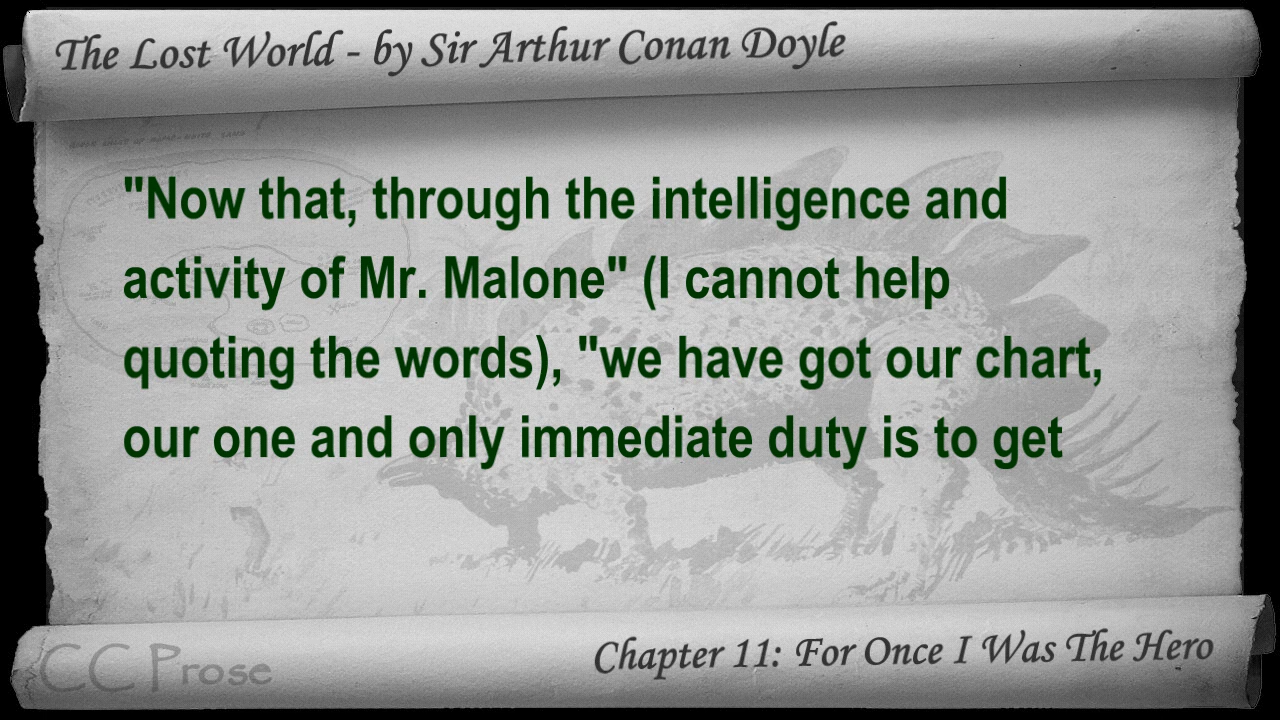 The Lost World - by Sir Arthur Conan Doyle
"Now that, through the intelligence and
activity of Mr. Malone" (I cannot help
quoting the words), "we have got our chart,
our one and only immediate duty is to get
CC Prose
Chapter 11: For Once I Was The Hero